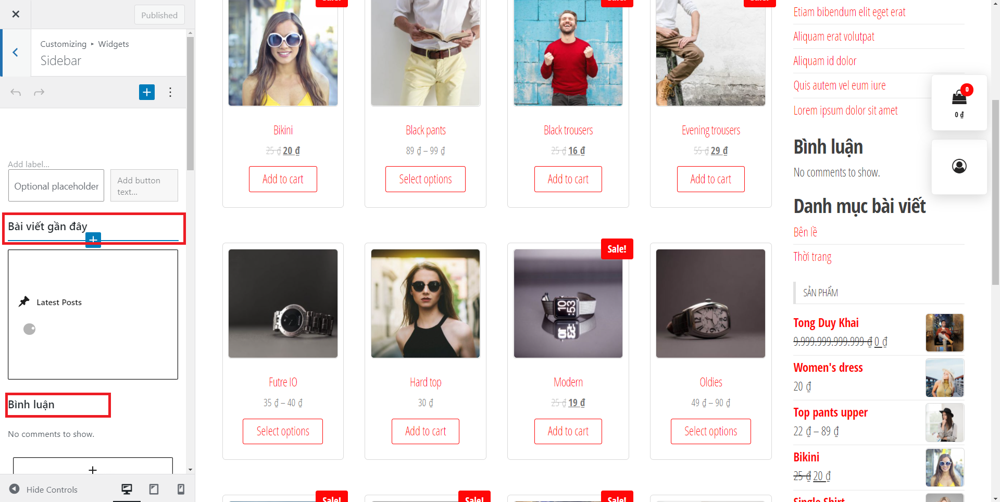 Published
Customizing ▸ Widgets
Sidebar
Add label...
Optional placeholder
Add button
text...
Bài viết gần đây
Latest Posts
Bình luận
No comments to show.
Hide Controls
Bikini
25 ₫ 20 ₫
Add to cart
Black pants
89 ₫ – 99 ₫
Select options
Black trousers
25 ₫ 16 ₫
Add to cart
Evening trousers
55 ₫ 29 ₫
Add to cart
Sale!
Sale!
Sale!
Futre IO
35 ₫ – 40 ₫
Select options
Hard top
30 ₫
Add to cart
Sale!
10
:53
Modern
25 ₫ 19 ₫
Add to cart
Oldies
49 ₫ – 90 ₫
Select options
Sale!
Sale!
Sale!
Etiam bibendum elit eget erat
Aliquam erat volutpat
Aliquam id dolor
Quis autem vel eum iure
Lorem ipsum dolor sit amet
0
0 ₫
Bình luận
No comments to show.
Danh mục bài viết
Bên lề
Thời trang
SẢN PHẨM
Tong Duy Khai
9.999.999.999.999 ₫ 0 ₫
Women's dress
20 ₫
Top pants upper
22 ₫ – 89 ₫
Bikini
25 ₫ 20 ₫
Single Shirt